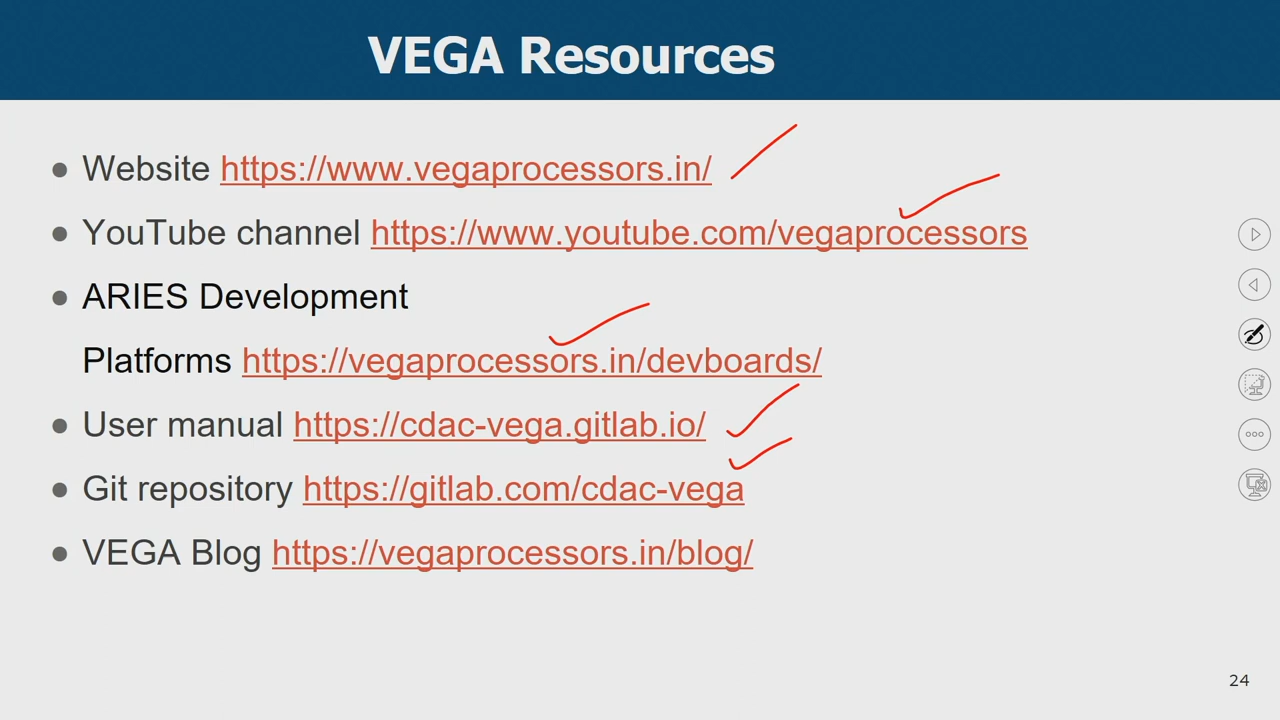 VEGA Resources
Website https://www.vegaprocessors.in/
YouTube channel https://www.youtube.com/vegaprocessors
ARIES Development
Platforms https://vegaprocessors.in/devboards/
User manual https://cdac-vega.gitlab.io/
Git repository https://gitlab.com/cdac-vega
VEGA Blog https://vegaprocessors.in/blog/
24